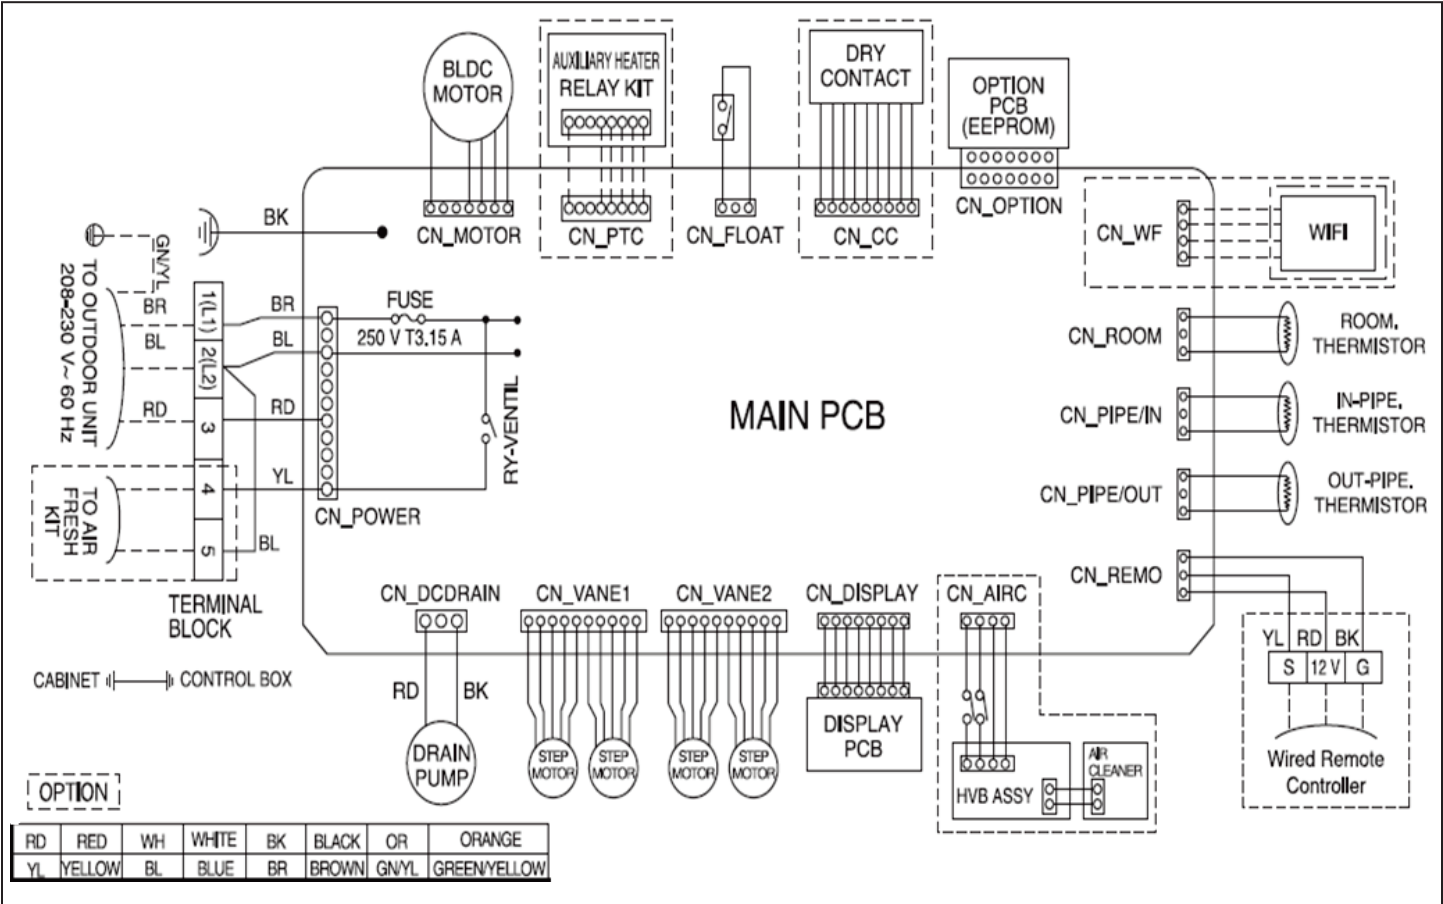 BLDC
MOTOR
AUXILIARY HEATER
RELAY KIT
DRY
CONTACT
OPTION
PCB
(EEPROM)
CN_MOTOR
CN_PTC
CN_FLOAT
CN_CC
CN_OPTION
CN_WF
WIFI
BK
GN/YL
TO OUTDOOR UNIT
208-230 V~ 60 Hz
BR
BL
RD
1(L1)
2(L2)
3
4
5
BR
BL
RD
YL
BL
FUSE
250 V T3.15 A
RY-VENTIL
CN_POWER
TO AIR
FRESH
KIT
TERMINAL
BLOCK
MAIN PCB
CN_ROOM
ROOM.
THERMISTOR
CN_PIPE/IN
IN-PIPE.
THERMISTOR
CN_PIPE/OUT
OUT-PIPE.
THERMISTOR
CN_REMO
YL RD BK
S 12 V G
Wired Remote
Controller
CN_DCDRAIN
CN_VANE1
CN_VANE2
CN_DISPLAY
CN_AIRC
RD
BK
DRAIN
PUMP
STEP
MOTOR
STEP
MOTOR
STEP
MOTOR
STEP
MOTOR
DISPLAY
PCB
HVB ASSY
AIR
CLEANER
CABINET
CONTROL BOX
OPTION
RD RED WH WHITE BK BLACK OR ORANGE
YL YELLOW BL BLUE BR BROWN GN/YL GREEN/YELLOW